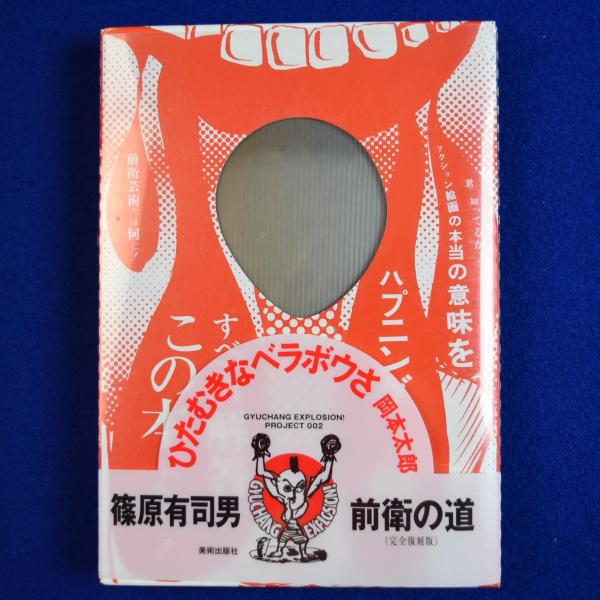 君、知ってるか
アクション絵画の本当の意味を
ハプニング
前衛芸術とは何だ!
すべ
この本
ひたむきなベラボウさ 岡本太郎
GYUCHANG EXPLOSION!
PROJECT 002
GYUCHANG EXPLOSION!
篠原有司男
前衛の道
(完全復刻版)
美術出版社